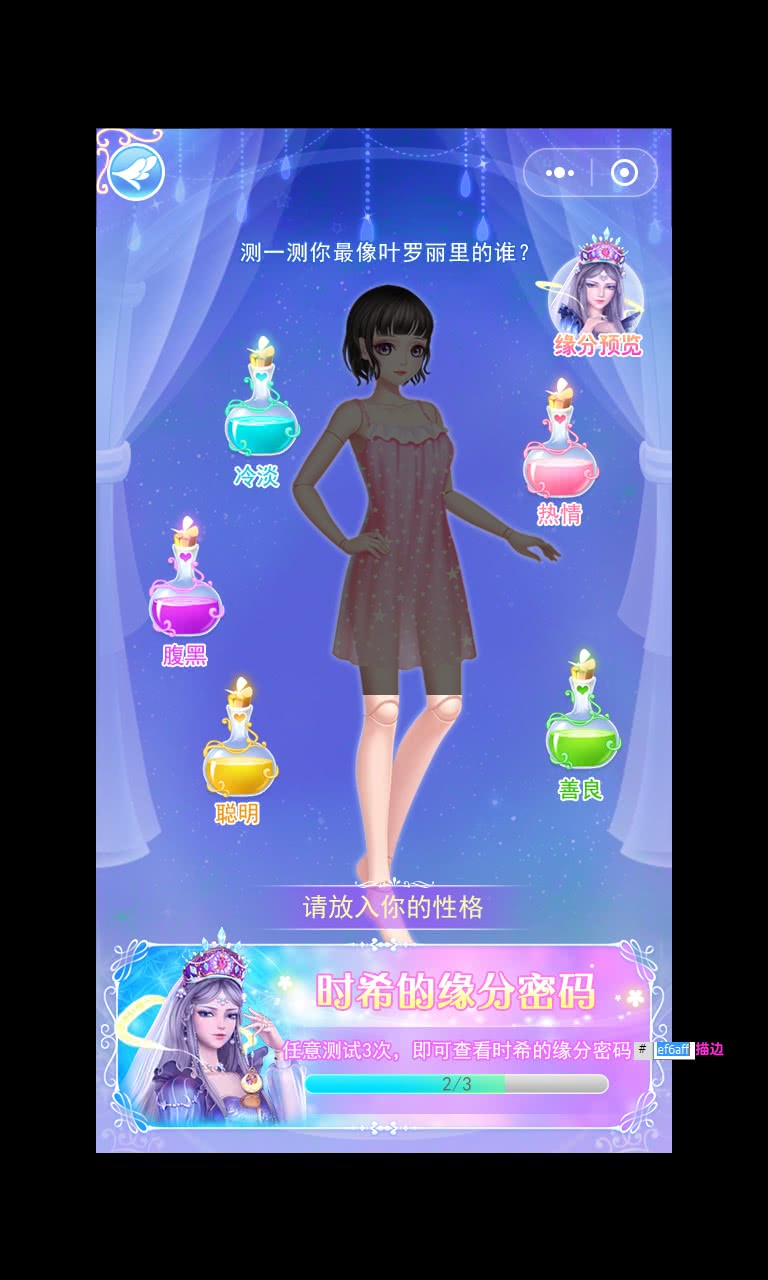 测一测你最像叶罗丽里的谁？
缘分预览
冷淡
热情
腹黑
聪明
善良
请放入你的性格
时希的缘分密码
任意测试3次，即可查看时希的缘分密码 # ef6aff 描边
2/3